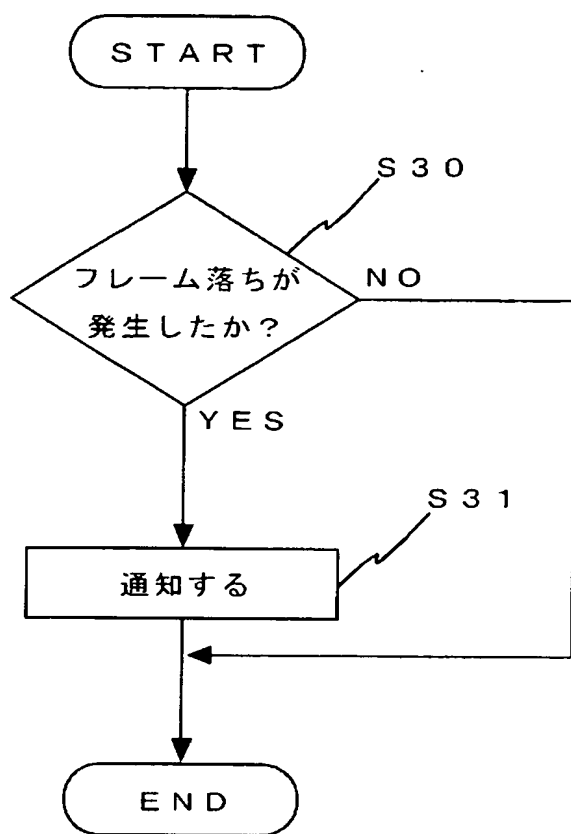 START
S30
フレーム落ちが
発生したか?
NO
YES
S31
通知する
END